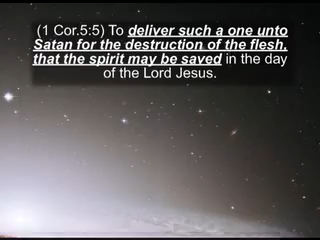 (1 Cor.5:5) To deliver such a one unto
Satan for the destruction of the flesh,
that the spirit may be saved in the day
of the Lord Jesus.